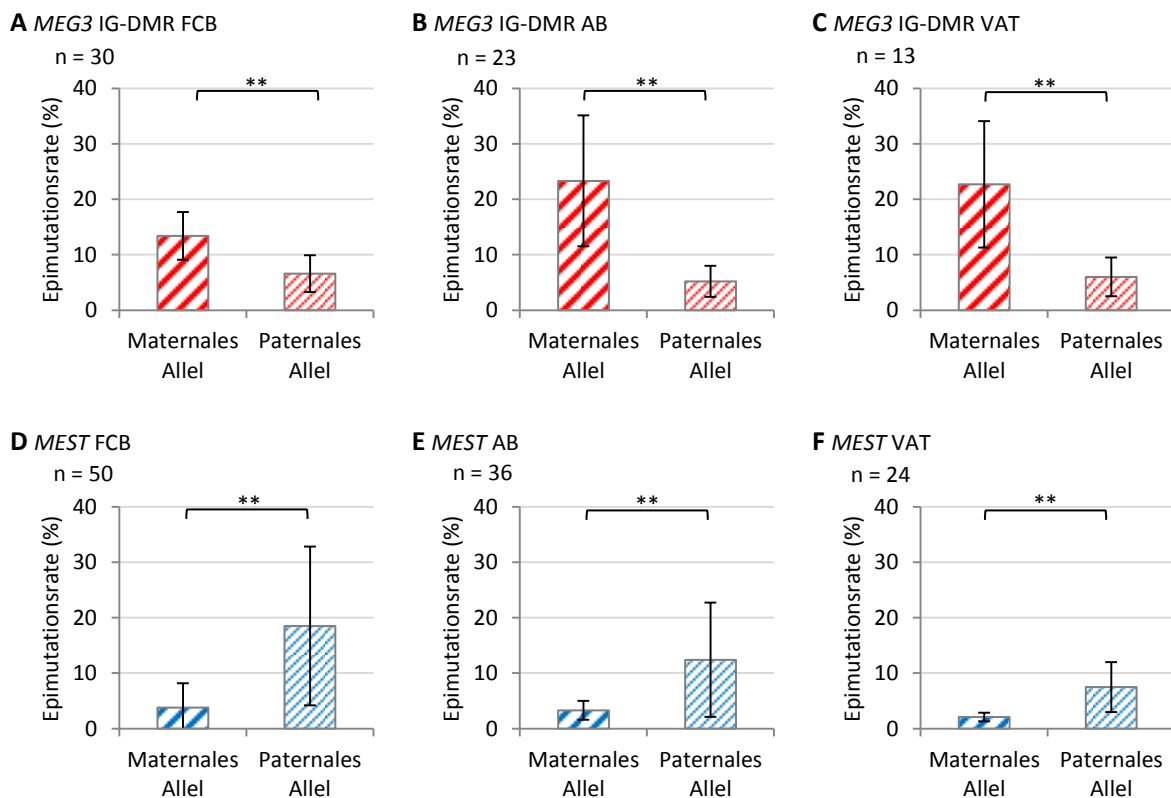 A MEG3 IG-DMR FCB
n = 30
**
Epimutationsrate (%)
40
30
20
10
0
Maternales Allel
Paternales Allel
B MEG3 IG-DMR AB
n = 23
**
Epimutationsrate (%)
40
30
20
10
0
Maternales Allel
Paternales Allel
C MEG3 IG-DMR VAT
n = 13
**
Epimutationsrate (%)
40
30
20
10
0
Maternales Allel
Paternales Allel
D MEST FCB
n = 50
**
Epimutationsrate (%)
40
30
20
10
0
Maternales Allel
Paternales Allel
E MEST AB
n = 36
**
Epimutationsrate (%)
40
30
20
10
0
Maternales Allel
Paternales Allel
F MEST VAT
n = 24
**
Epimutationsrate (%)
40
30
20
10
0
Maternales Allel
Paternales Allel